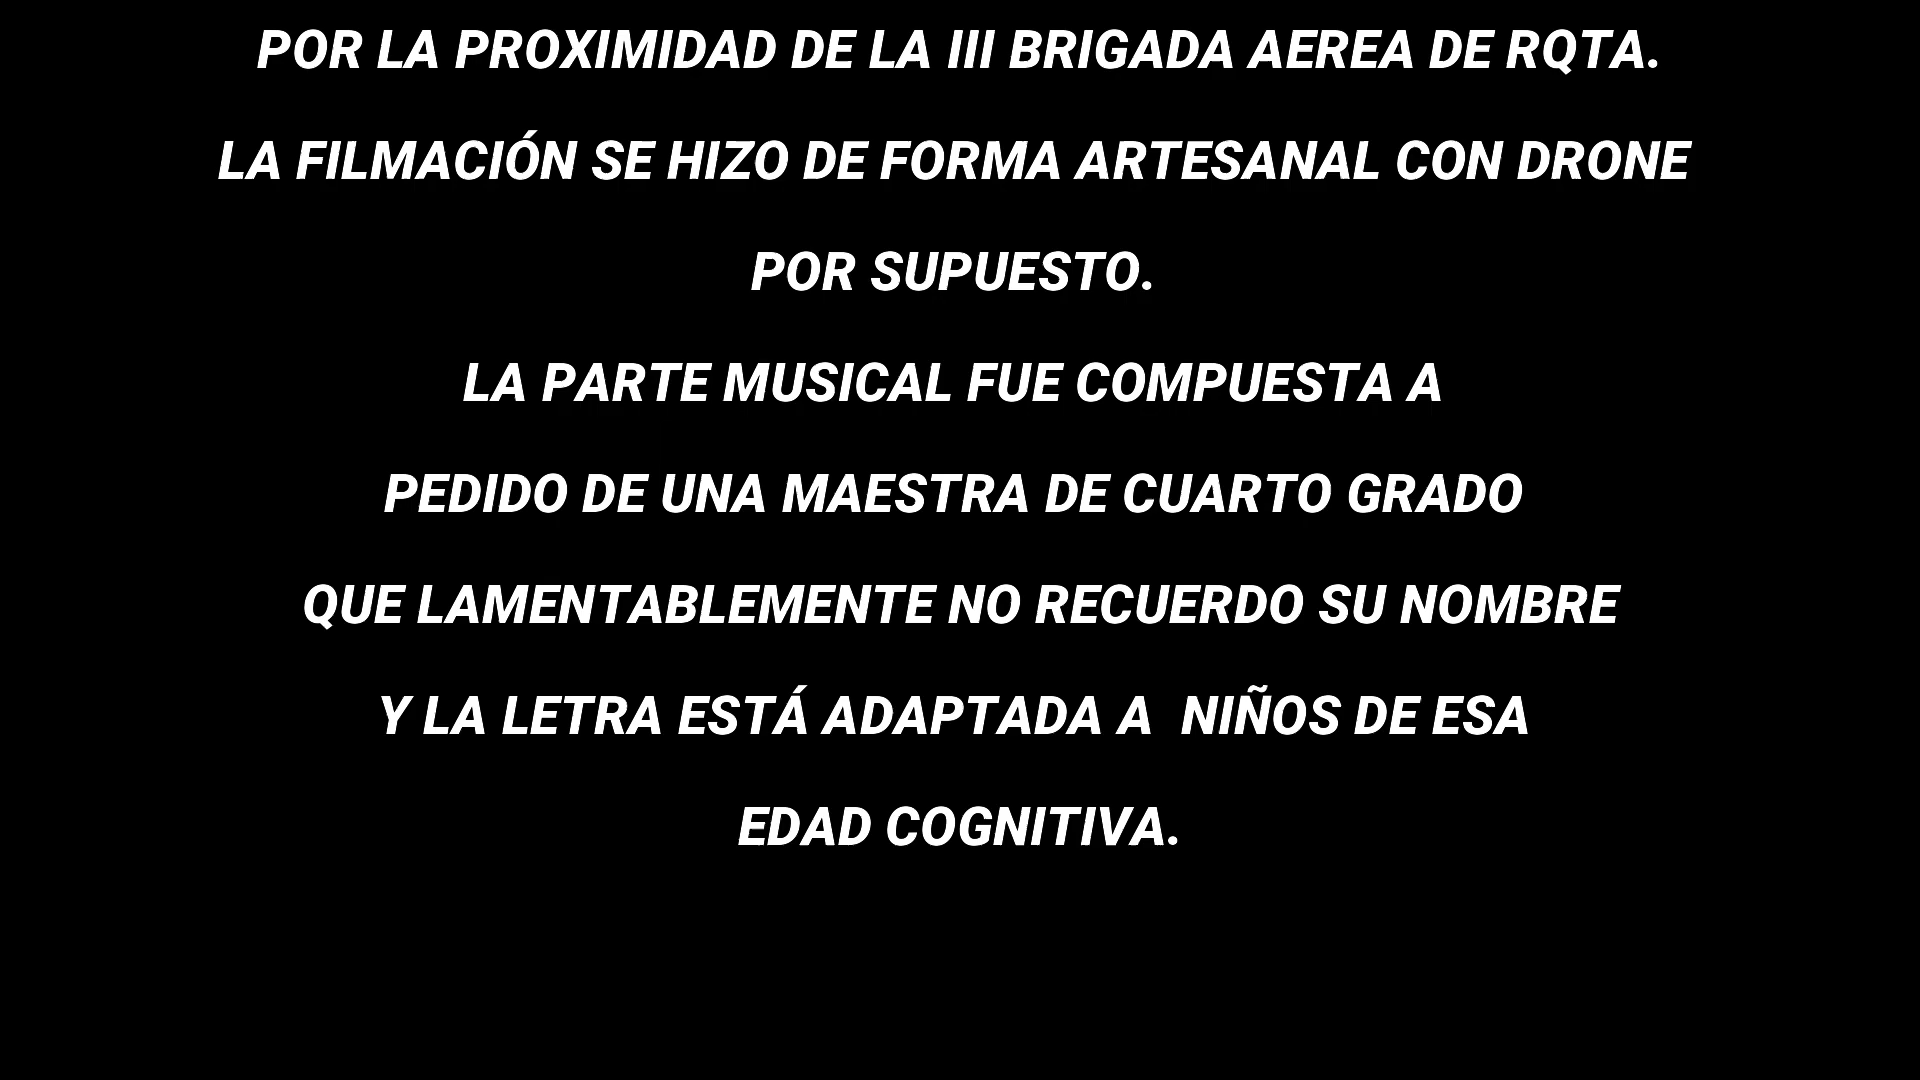 POR LA PROXIMIDAD DE LA III BRIGADA AEREA DE RQTA.
LA FILMACIÓN SE HIZO DE FORMA ARTESANAL CON DRONE
POR SUPUESTO.
LA PARTE MUSICAL FUE COMPUESTA A
PEDIDO DE UNA MAESTRA DE CUARTO GRADO
QUE LAMENTABLEMENTE NO RECUERDO SU NOMBRE
Y LA LETRA ESTÁ ADAPTADA A  NIÑOS DE ESA
EDAD COGNITIVA.